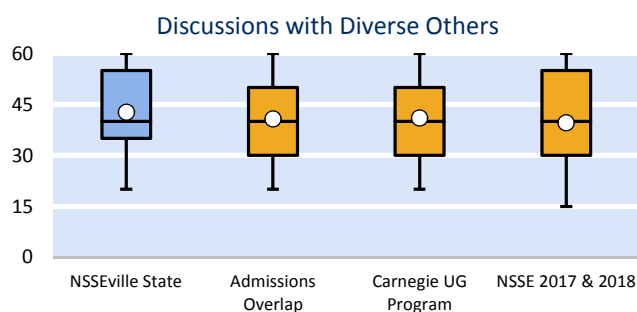 Discussions with Diverse Others
60
45
30
15
0
NSSEville State
Admissions
Overlap
Carnegie UG
Program
NSSE 2017 & 2018